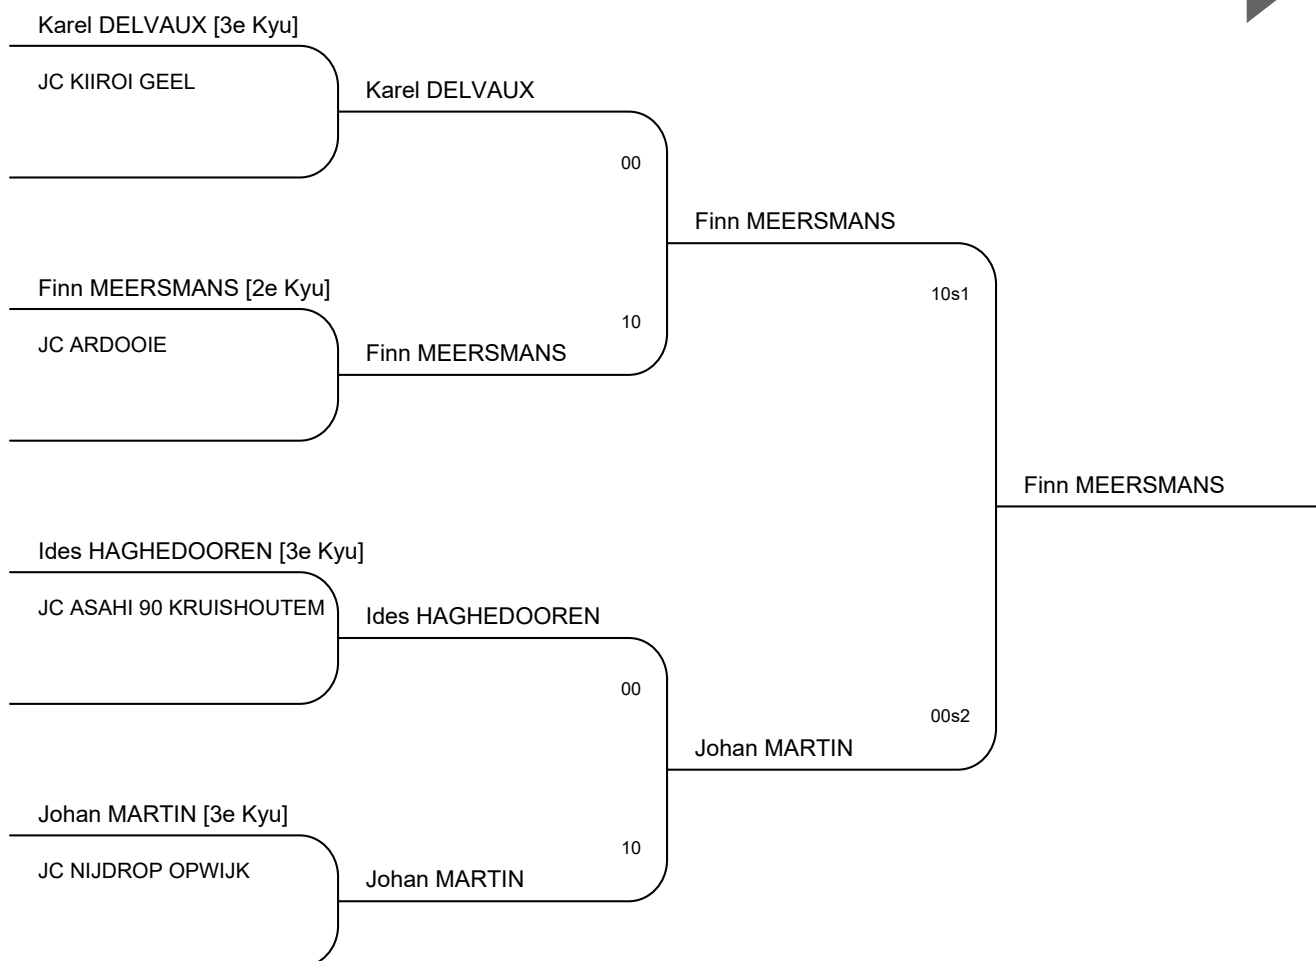 Karel DELVAUX [3e Kyu]
JC KIIROI GEEL
Karel DELVAUX
00
Finn MEERSMANS
Finn MEERSMANS [2e Kyu]
10s1
10
JC ARDOOIE
Finn MEERSMANS
Finn MEERSMANS
Ides HAGHEDOOREN [3e Kyu]
JC ASAHI 90 KRUISHOUTEM
Ides HAGHEDOOREN
00
00s2
Johan MARTIN
Johan MARTIN [3e Kyu]
10
JC NIJDROP OPWIJK
Johan MARTIN